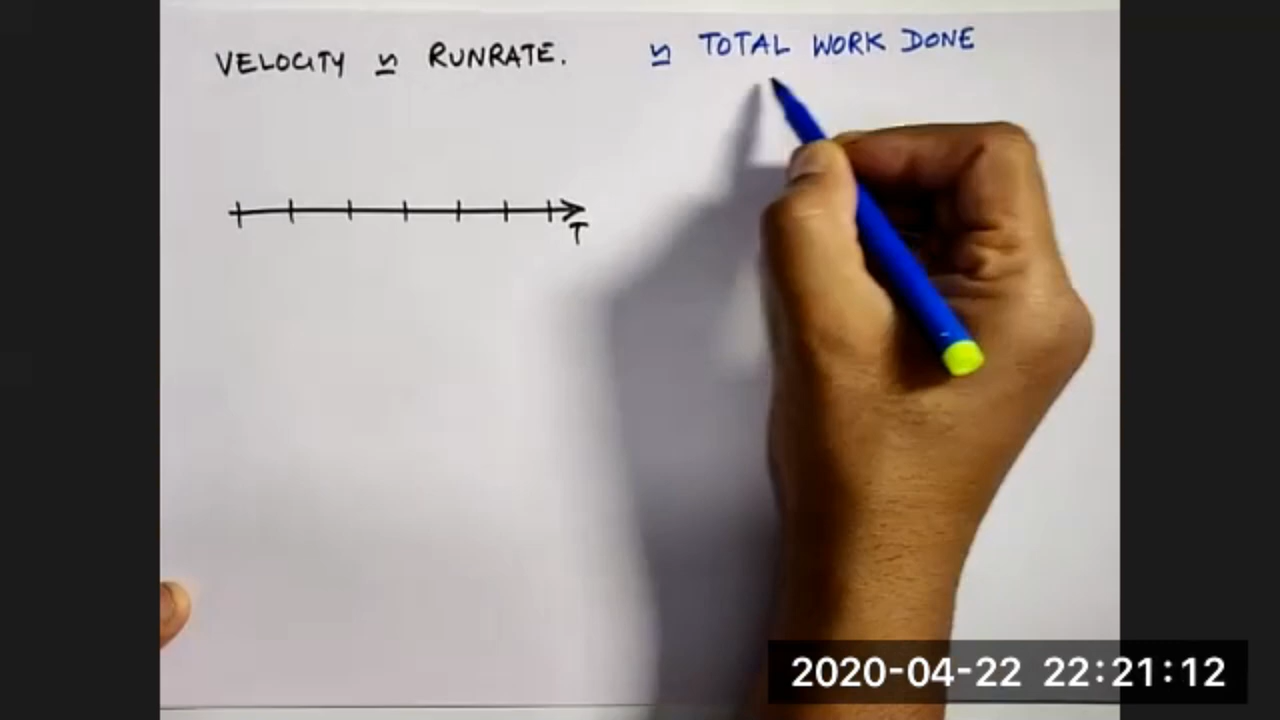 VELOCITY ≌ RUNRATE. ≌ TOTAL WORK DONE
T
2020-04-22 22:21:12